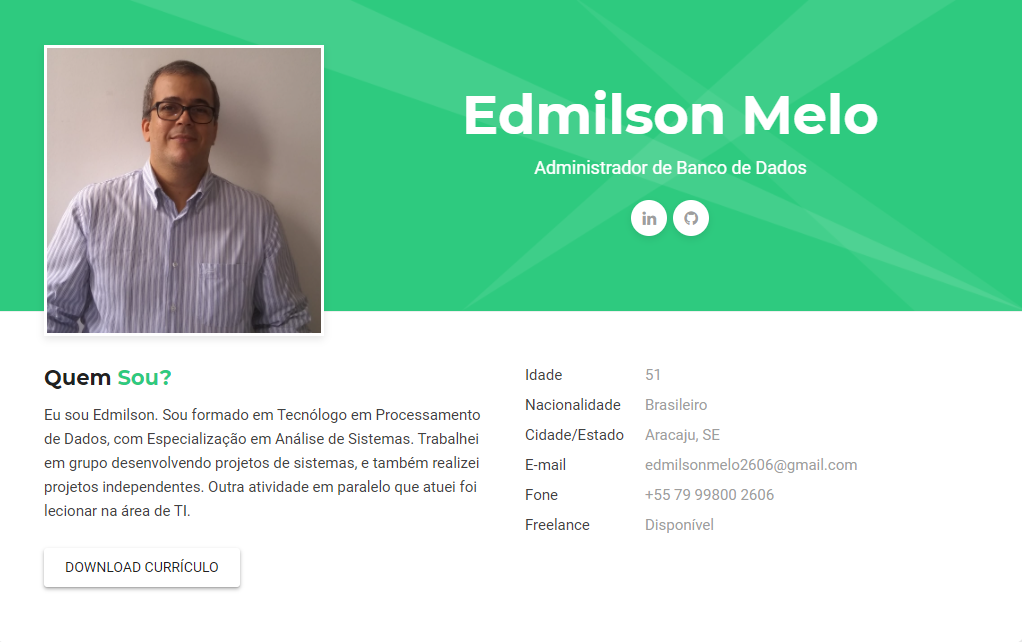 Edmilson Melo
Administrador de Banco de Dados
in
Quem Sou?
Eu sou Edmilson. Sou formado em Tecnólogo em Processamento
de Dados, com Especialização em Análise de Sistemas. Trabalhei
em grupo desenvolvendo projetos de sistemas, e também realizei
projetos independentes. Outra atividade em paralelo que atuei foi
lecionar na área de TI.
DOWNLOAD CURRÍCULO
Idade 51
Nacionalidade Brasileiro
Cidade/Estado Aracaju, SE
E-mail edmilsonmelo2606@gmail.com
Fone +55 79 99800 2606
Freelance Disponível